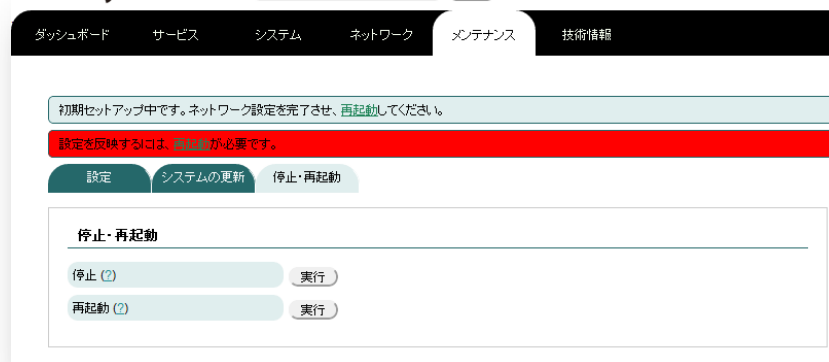 ダッシュボード サービス システム ネットワーク メンテナンス 技術情報
初期セットアップ中です。ネットワーク設定を完了させ、再起動してください。
設定を反映するには、再起動が必要です。
設定 システムの更新 停止・再起動
停止・再起動
停止 (?) 実行
再起動 (?) 実行